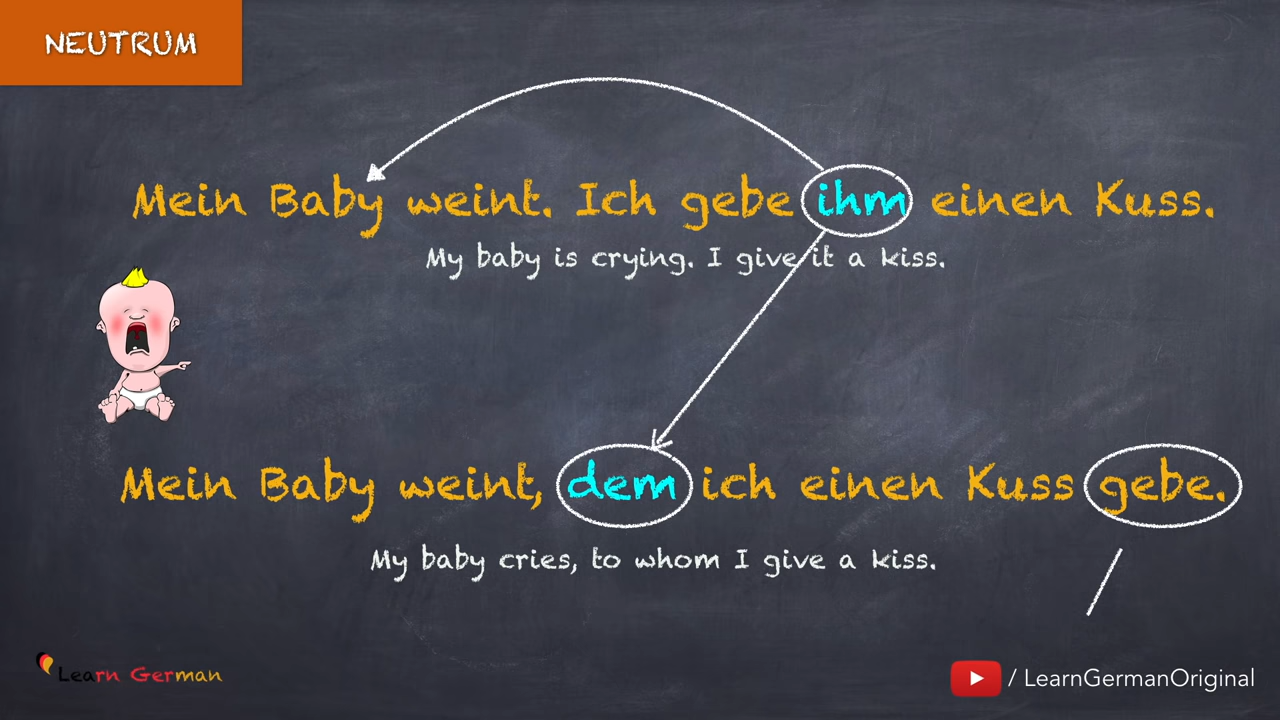 NEUTRUM
Mein Baby weint. Ich gebe ihm einen Kuss.
My baby is crying. I give it a kiss.
Mein Baby weint, dem ich einen Kuss gebe.
My baby cries, to whom I give a kiss.
Learn German
/ LearnGermanOriginal